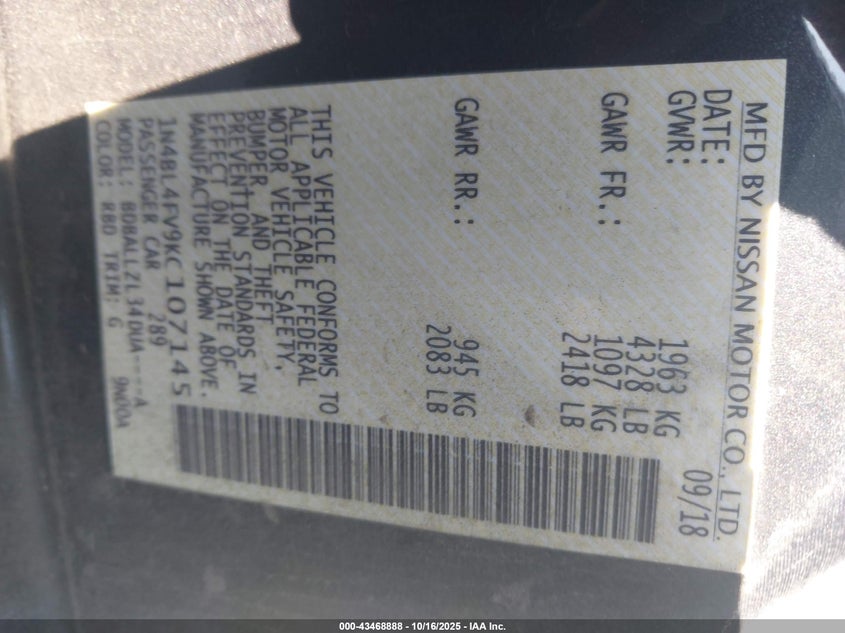 MFD BY NISSAN MOTOR CO., LTD.
DATE: 09/18
GVWR: 1963 KG
4328 LB
GAWR FR.: 1097 KG
2418 LB
GAWR RR.: 945 KG
2083 LB
THIS VEHICLE CONFORMS TO
ALL APPLICABLE FEDERAL
MOTOR VEHICLE SAFETY,
BUMPER, AND THEFT
PREVENTION STANDARDS IN
EFFECT ON THE DATE OF
MANUFACTURE SHOWN ABOVE.
1N4BL4FV9KC107145
PASSENGER CAR 289
MODEL: BDBALLZL34DUA---A
COLOR: RBD TRIM: G 9N00A
000-43468888 - 10/16/2025 - IAA Inc.